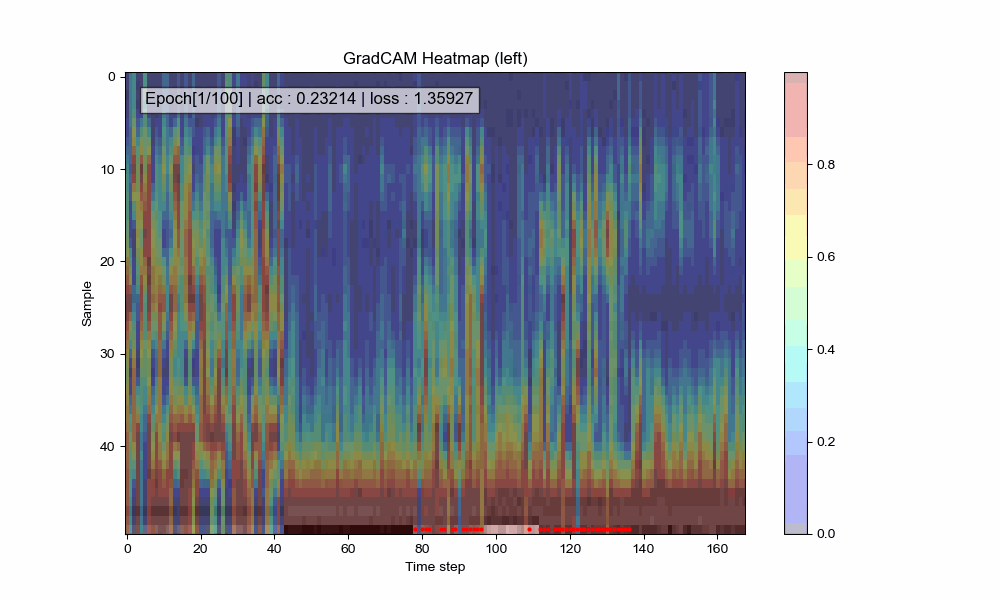 GradCAM Heatmap (left)
Epoch[1/100] | acc : 0.23214 | loss : 1.35927
0
10
20
30
40
Sample
0 20 40 60 80 100 120 140 160
Time step
0.8
0.6
0.4
0.2
0.0